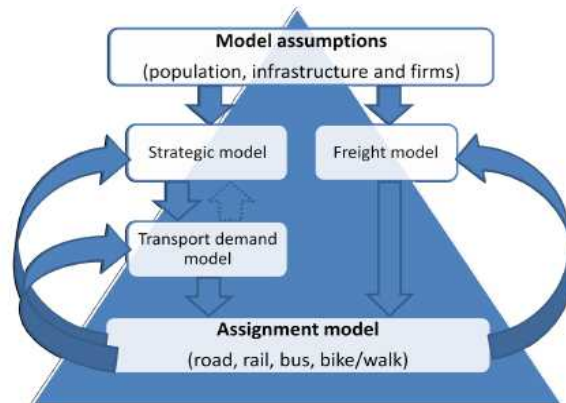 Model assumptions
(population, infrastructure and firms)
Strategic model
Freight model
Transport demand
model
Assignment model
(road, rail, bus, bike/walk)